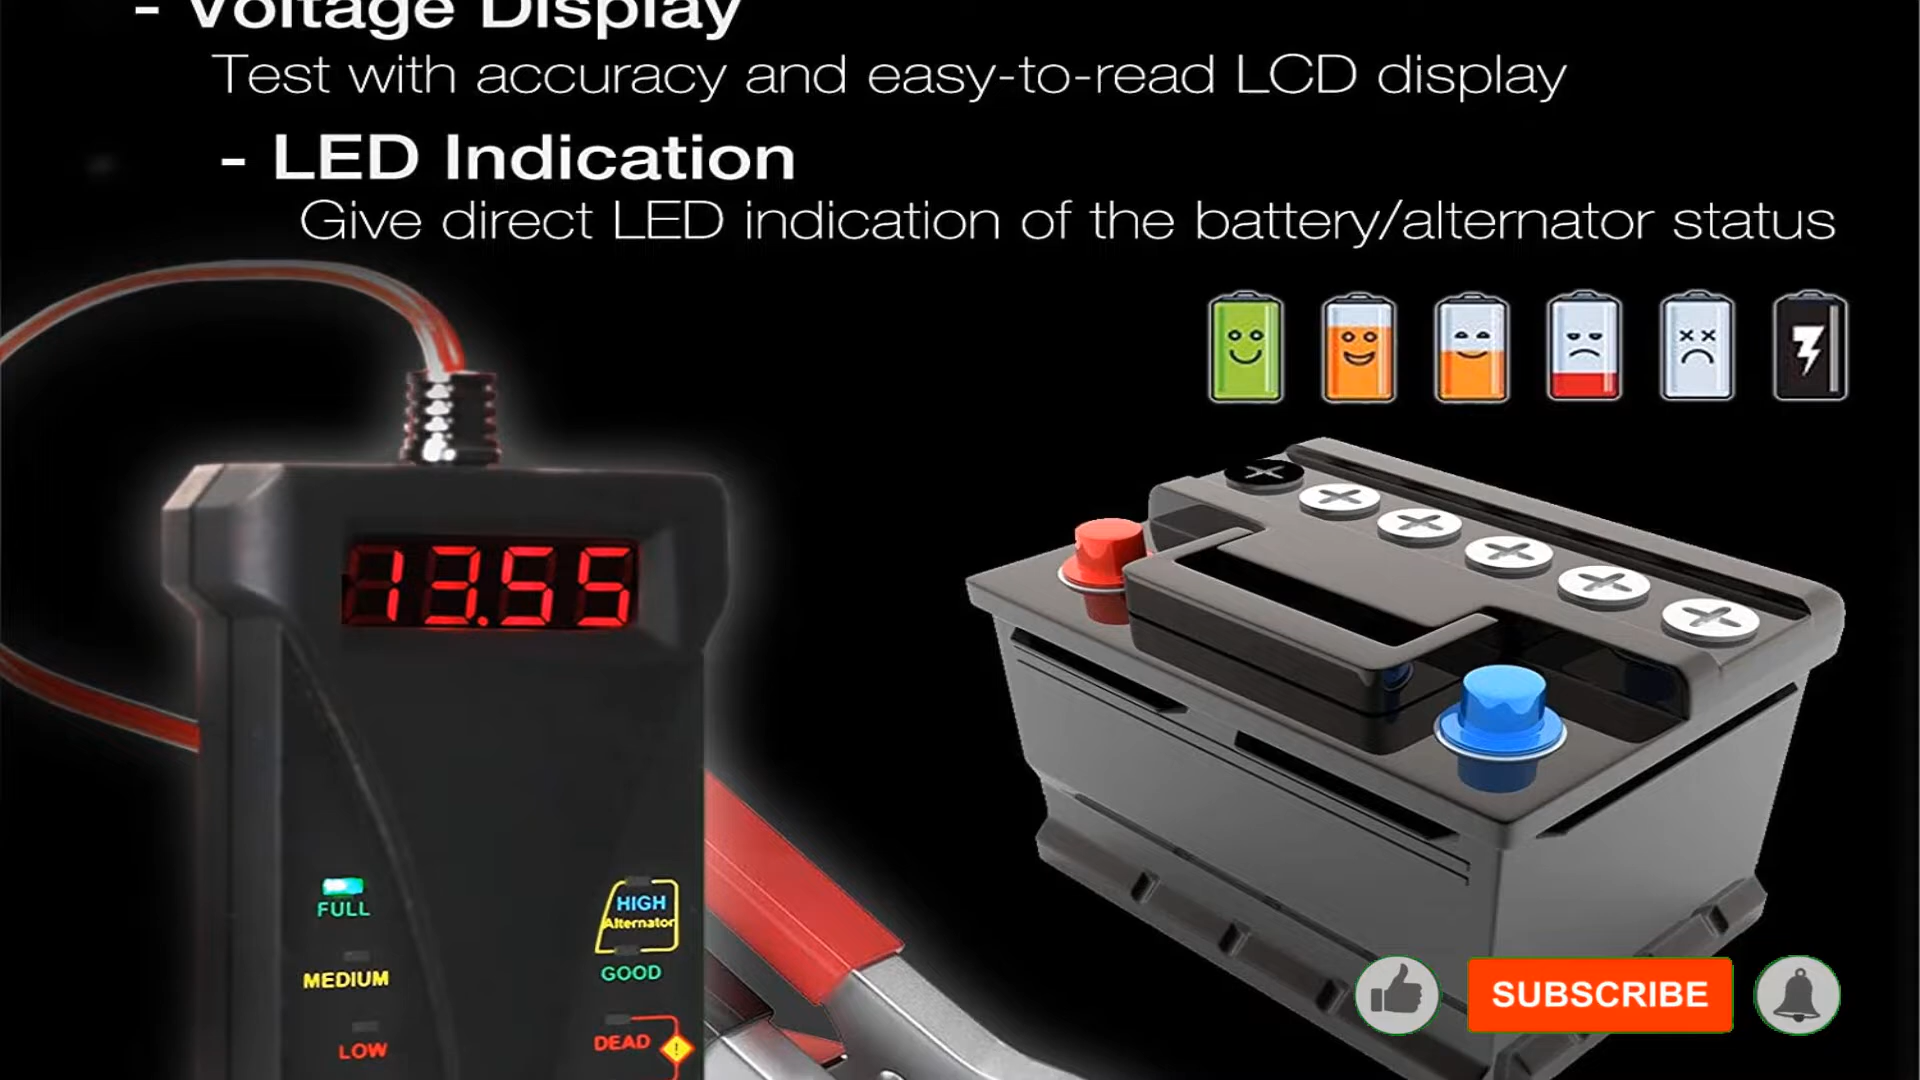 - Voltage Display
Test with accuracy and easy-to-read LCD display
- LED Indication
Give direct LED indication of the battery/alternator status
13.55
FULL
HIGH
Alternator
MEDIUM
GOOD
LOW
DEAD
!
SUBSCRIBE